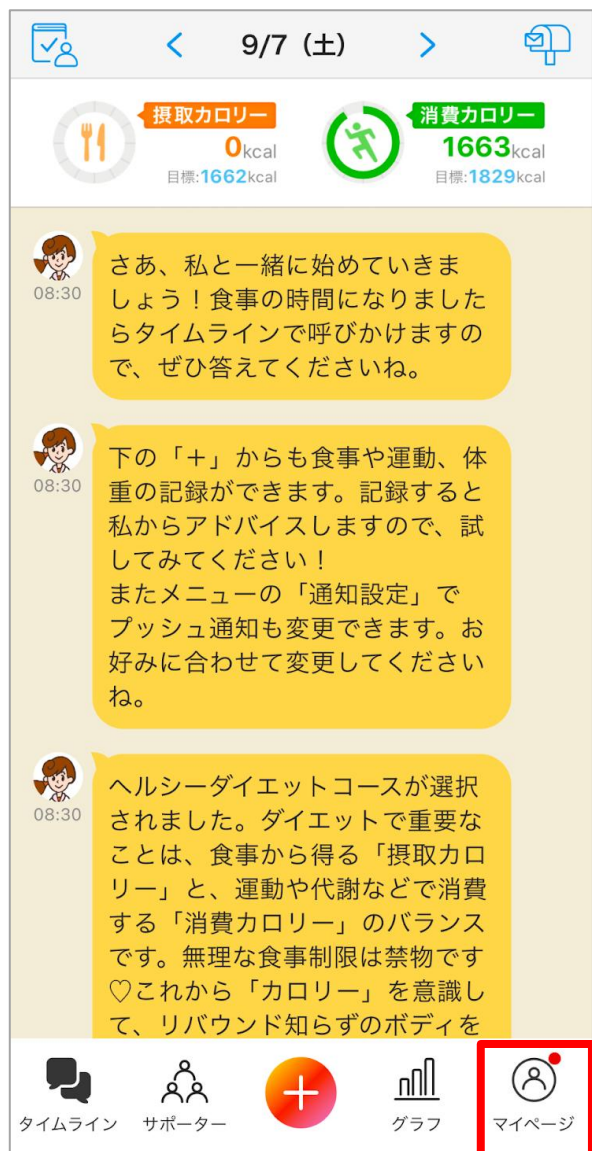 9/7（土）
摂取カロリー
0kcal
目標:1662kcal
消費カロリー
1663kcal
目標:1829kcal
08:30
さあ、私と一緒に始めていきま
しょう！食事の時間になりました
らタイムラインで呼びかけますの
で、ぜひ答えてくださいね。
08:30
下の「＋」からも食事や運動、体
重の記録ができます。記録すると
私からアドバイスしますので、試
してみてください！
またメニューの「通知設定」で
プッシュ通知も変更できます。お
好みに合わせて変更してください
ね。
08:30
ヘルシーダイエットコースが選択
されました。ダイエットで重要な
ことは、食事から得る「摂取カロ
リー」と、運動や代謝などで消費
する「消費カロリー」のバランス
です。無理な食事制限は禁物です
♡これから「カロリー」を意識し
て、リバウンド知らずのボディを
タイムライン
サポーター
グラフ
マイページ